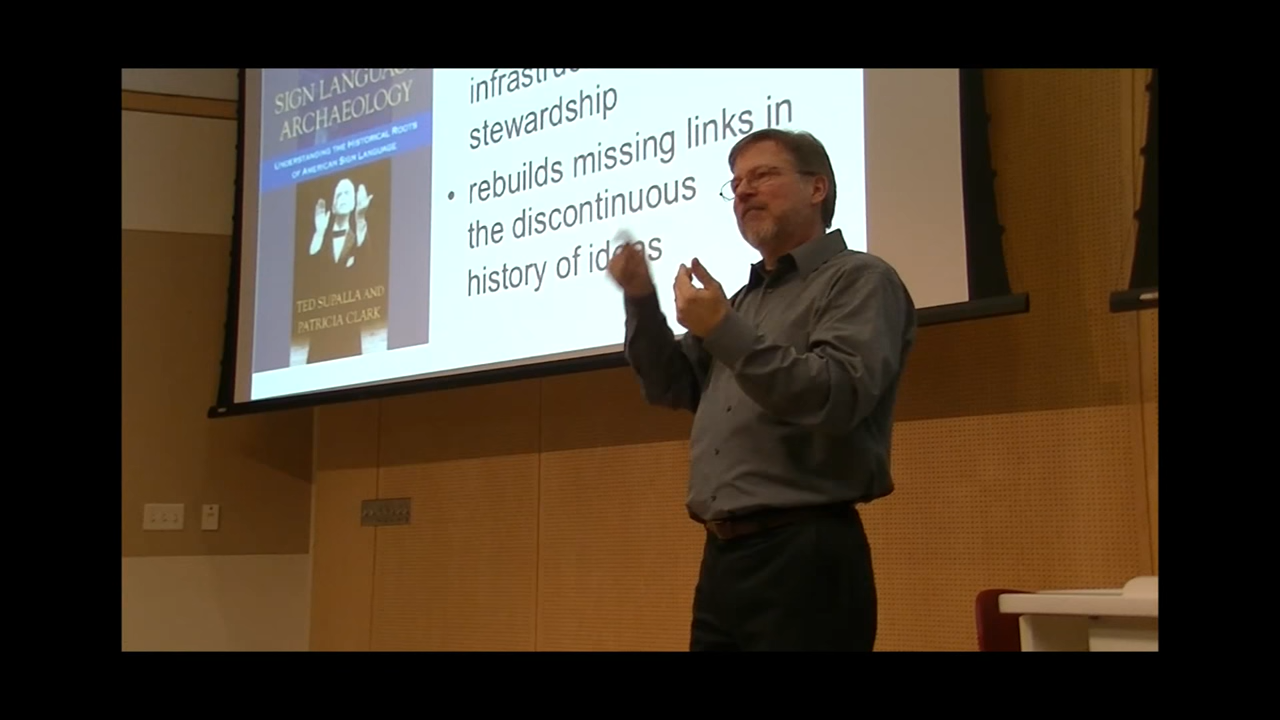 SIGN LANGUAGE
ARCHAEOLOGY
UNDERSTANDING THE HISTORICAL ROOTS
OF AMERICAN SIGN LANGUAGE
TED SUPALLA AND
PATRICIA CLARK
stewardship
• rebuilds missing links in
the discontinuous
history of ideas